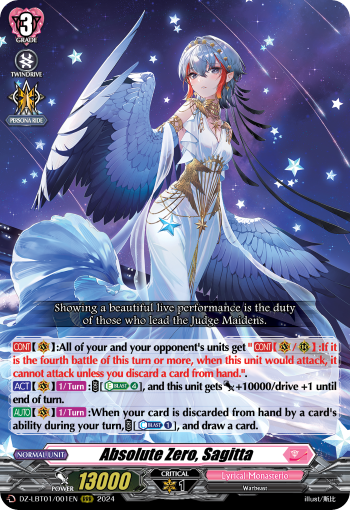 3
GRADE
TWINDRIVE
PERSONA RIDE
Showing a beautiful live performance is the duty
of those who lead the Judge Maidens.
CONT【】:All of your and your opponent's units get "CONT【/】:If it
is the fourth battle of this turn or more, when this unit would attack, it
cannot attack unless you discard a card from hand.".
ACT【】1/Turn:[E-BLAST 4], and this unit gets +10000/drive +1 until
end of turn.
AUTO【】1/Turn:When your card is discarded from hand by a card's
ability during your turn,[], and draw a card.
NORMAL UNIT
Absolute Zero, Sagitta
POWER 13000
CRITICAL
1
Lyrical Monasterio
Warbeast
DZ-LBT01/001EN RRR 2024
illust/斯比